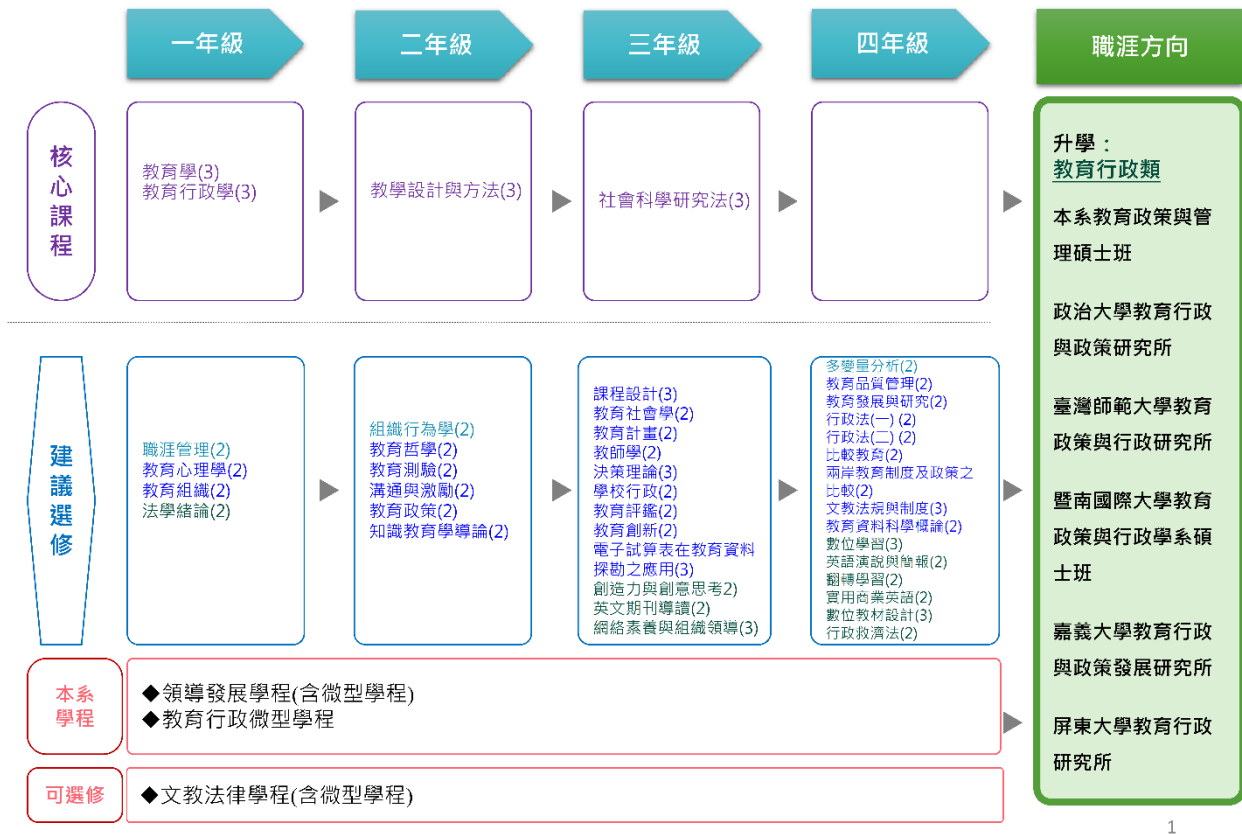 一年級
二年級
三年級
四年級
職涯方向
核
心
課
程
教育學(3)
教育行政學(3)
教學設計與方法(3)
社會科學研究法(3)
建
議
選
修
職涯管理(2)
教育心理學(2)
教育組織(2)
法學緒論(2)
組織行為學(2)
教育哲學(2)
教育測驗(2)
溝通與激勵(2)
教育政策(2)
知識教育學導論(2)
課程設計(3)
教育社會學(2)
教育計畫(2)
教師學(2)
決策理論(3)
學校行政(2)
教育評鑑(2)
教育創新(2)
電子試算表在教育資料
探勘之應用(3)
創造力與創意思考2)
英文期刊導讀(2)
網絡素養與組織領導(3)
多變量分析(2)
教育品質管理(2)
教育發展與研究(2)
行政法(一) (2)
行政法(二) (2)
比較教育(2)
兩岸教育制度及政策之
比較(2)
文教法規與制度(3)
教育資料科學概論(2)
數位學習(3)
英語演說與簡報(2)
翻轉學習(2)
實用商業英語(2)
數位教材設計(3)
行政救濟法(2)
本系
學程
◆領導發展學程(含微型學程)
◆教育行政微型學程
可選修
◆文教法律學程(含微型學程)
升學：
教育行政類
本系教育政策與管
理碩士班
政治大學教育行政
與政策研究所
臺灣師範大學教育
政策與行政研究所
暨南國際大學教育
政策與行政學系碩
士班
嘉義大學教育行政
與政策發展研究所
屏東大學教育行政
研究所
1